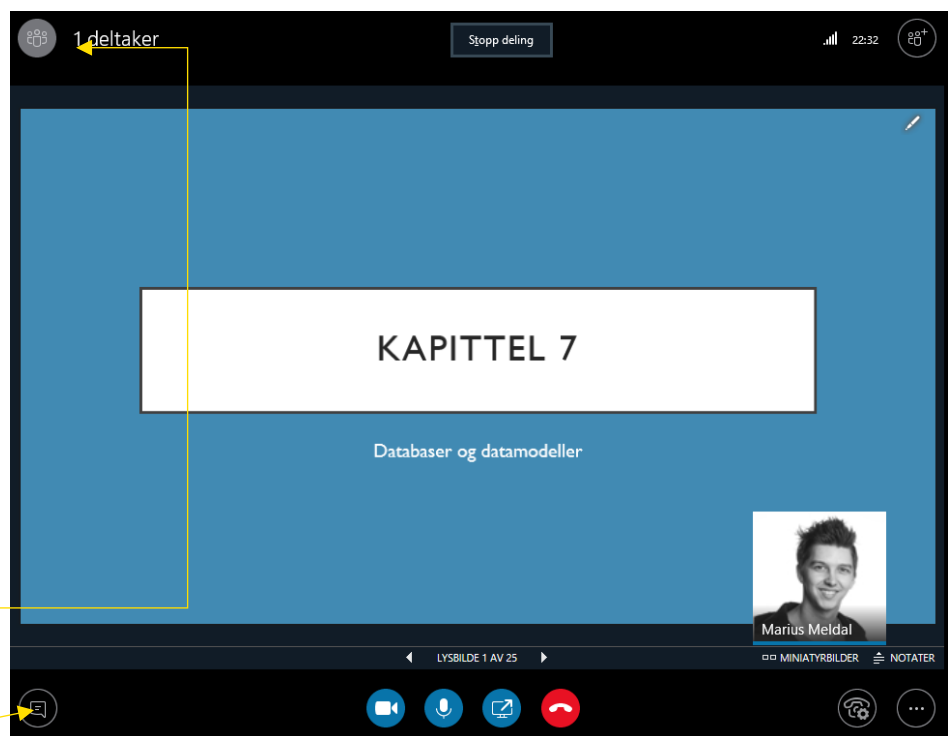 1 deltaker
Stopp deling
22:32
KAPITTEL 7
Databaser og datamodeller
Marius Meldal
LYSBILDE 1 AV 25
MINIATYRBILDER
NOTATER